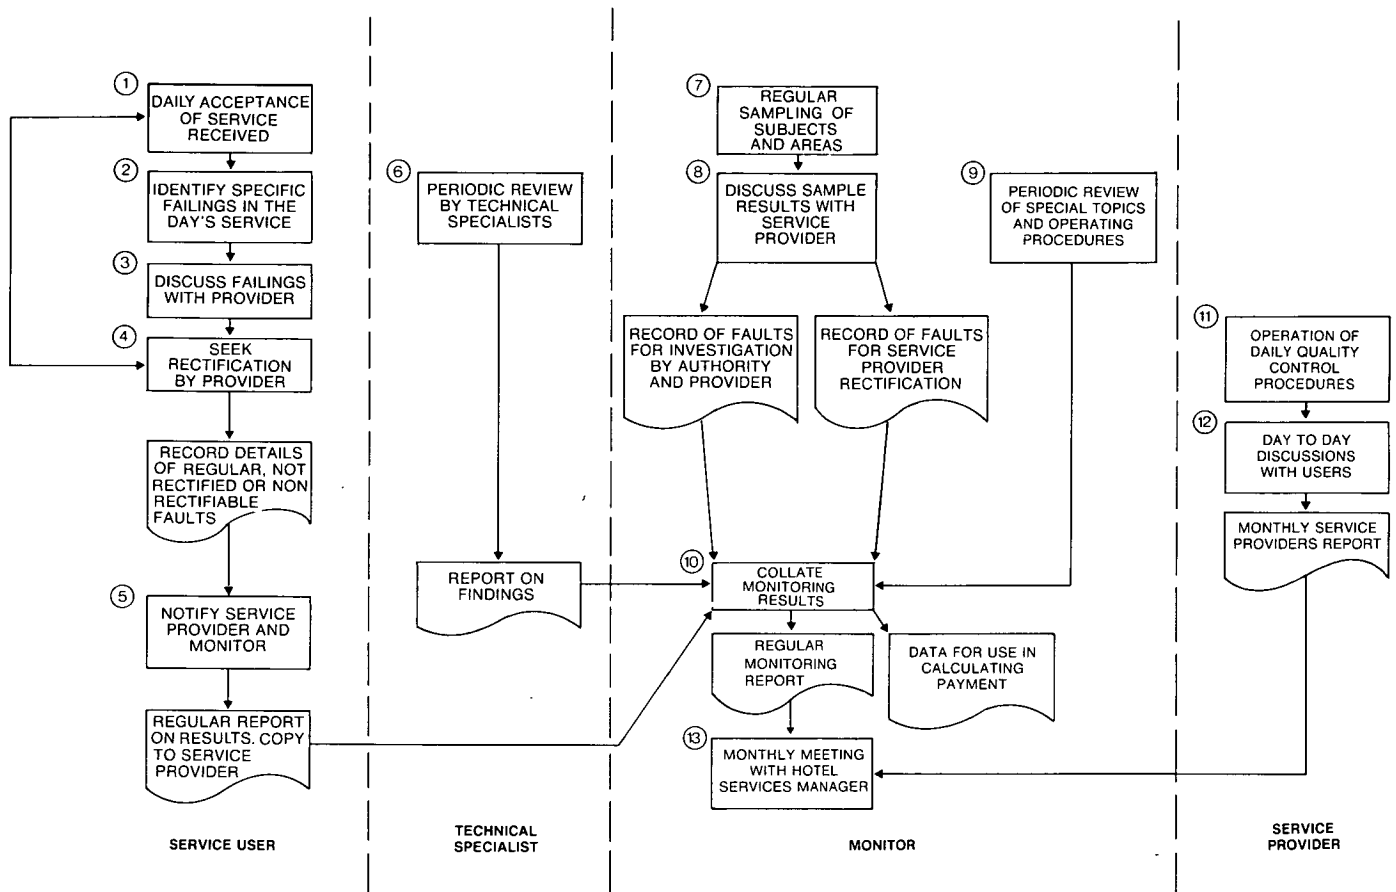 1
DAILY ACCEPTANCE
OF SERVICE
RECEIVED
2
IDENTIFY SPECIFIC
FAILINGS IN THE
DAY'S SERVICE
3
DISCUSS FAILINGS
WITH PROVIDER
4
SEEK
RECTIFICATION
BY PROVIDER
RECORD DETAILS
OF REGULAR, NOT
RECTIFIED OR NON
RECTIFIABLE
FAULTS
5
NOTIFY SERVICE
PROVIDER AND
MONITOR
REGULAR REPORT
ON RESULTS. COPY
TO SERVICE
PROVIDER
SERVICE USER
6
PERIODIC REVIEW
BY TECHNICAL
SPECIALISTS
REPORT ON
FINDINGS
TECHNICAL
SPECIALIST
7
REGULAR
SAMPLING OF
SUBJECTS
AND AREAS
8
DISCUSS SAMPLE
RESULTS WITH
SERVICE
PROVIDER
9
PERIODIC REVIEW
OF SPECIAL TOPICS
AND OPERATING
PROCEDURES
RECORD OF FAULTS
FOR INVESTIGATION
BY AUTHORITY
AND PROVIDER
RECORD OF FAULTS
FOR SERVICE
PROVIDER
RECTIFICATION
10
COLLATE
MONITORING
RESULTS
REGULAR
MONITORING
REPORT
DATA FOR USE IN
CALCULATING
PAYMENT
13
MONTHLY MEETING
WITH HOTEL
SERVICES MANAGER
MONITOR
11
OPERATION OF
DAILY QUALITY
CONTROL
PROCEDURES
12
DAY TO DAY
DISCUSSIONS
WITH USERS
MONTHLY SERVICE
PROVIDERS REPORT
SERVICE
PROVIDER